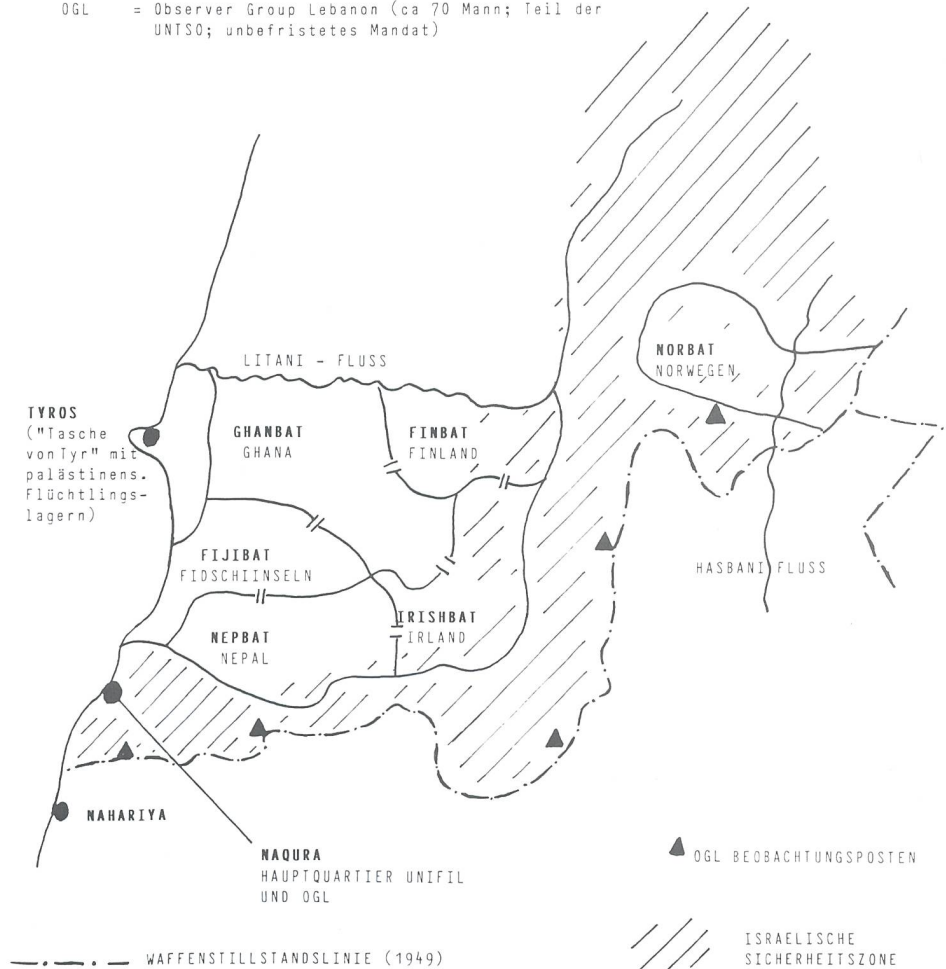 OGL = Observer Group Lebanon (ca 70 Mann; Teil der
UNTSO; unbefristetes Mandat)
LITANI - FLUSS
NORBAT
NORWEGEN
TYROS
("Tasche
von Tyr" mit
palästinens.
Flüchtlings-
lagern)
GHANBAT
GHANA
FINBAT
FINLAND
FIJIBAT
FIDSCHIINSELN
HASBANI FLUSS
IRISHBAT
IRLAND
NEPBAT
NEPAL
NAHARIYA
NAQURA
HAUPTQUARTIER UNIFIL
UND OGL
OGL BEOBACHTUNGSPOSTEN
WAFFENSTILLSTANDSLINIE (1949)
ISRAELISCHE
SICHERHEITSZONE